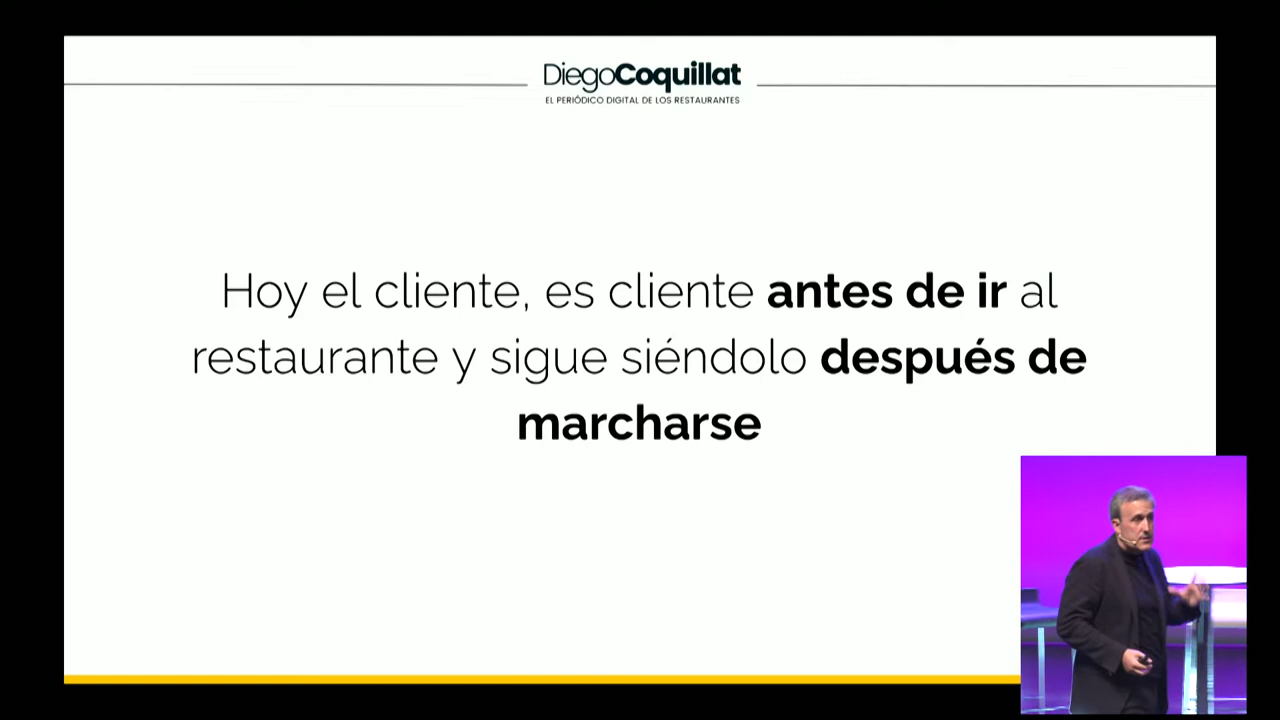 DiegoCoquillat
EL PERIÓDICO DIGITAL DE LOS RESTAURANTES
Hoy el cliente, es cliente antes de ir al
restaurante y sigue siéndolo después de
marcharse